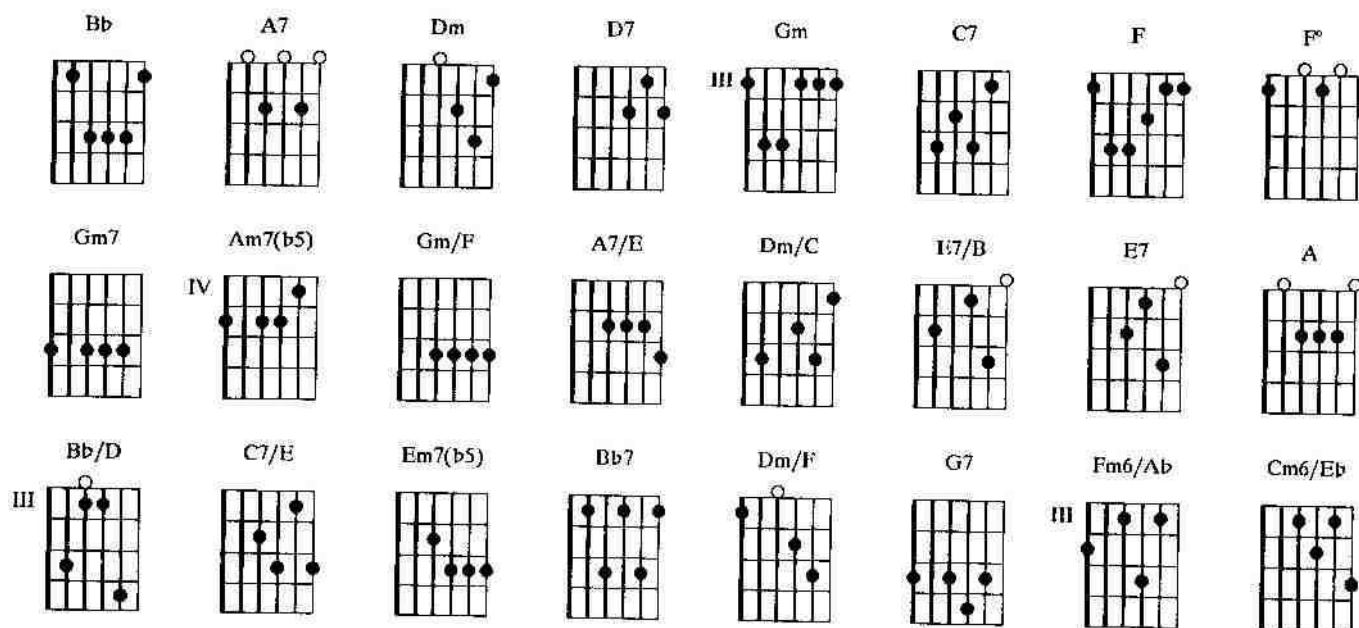 Bb A7 Dm D7 Gm C7 F F°
III
Gm7 Am7(b5) Gm/F A7/E Dm/C E7/B E7 A
IV
Bb/D C7/E Em7(b5) Bb7 Dm/F G7 Fm6/Ab Cm6/Eb
III III